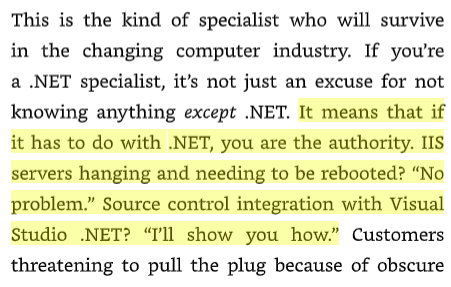 This is the kind of specialist who will survive
in the changing computer industry. If you’re
a .NET specialist, it’s not just an excuse for not
knowing anything except .NET. It means that if
it has to do with .NET, you are the authority. IIS
servers hanging and needing to be rebooted? “No
problem.” Source control integration with Visual
Studio .NET? “I’ll show you how.” Customers
threatening to pull the plug because of obscure